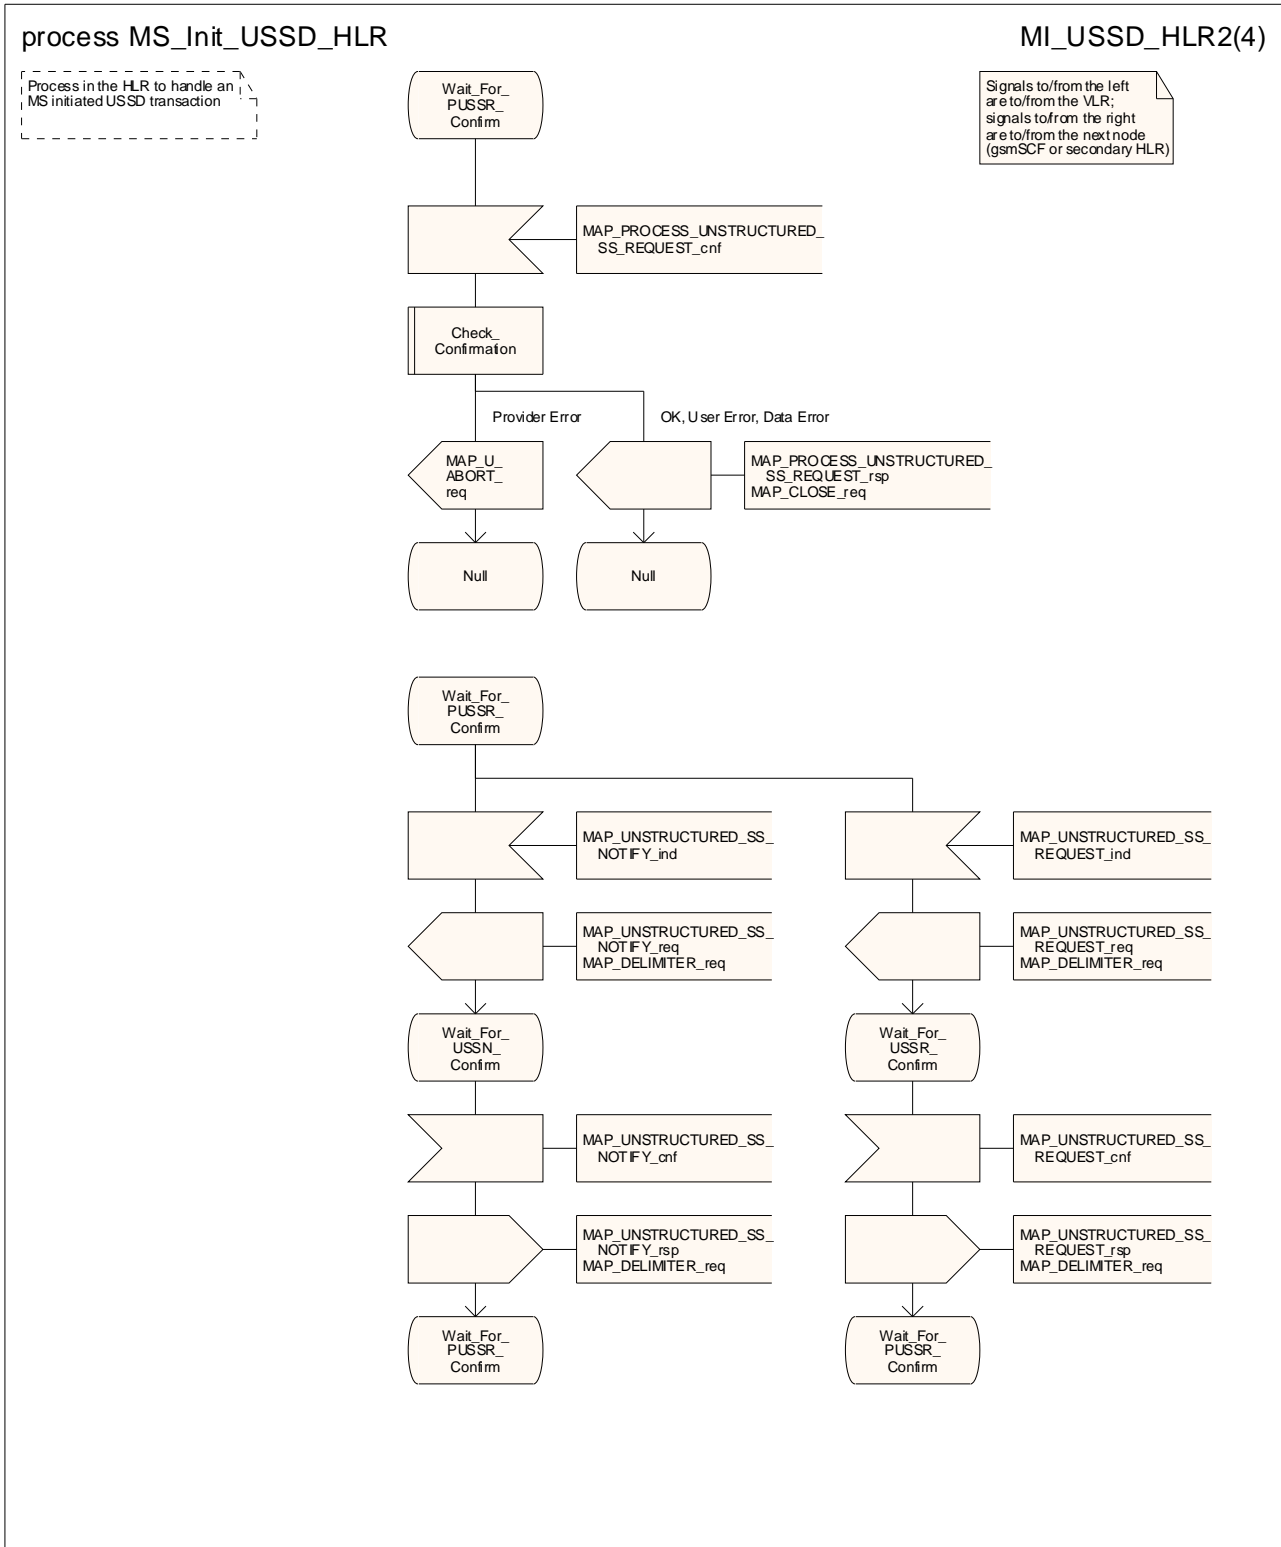 process MS_Init_USSD_HLR
MI_USSD_HLR2(4)
Process in the HLR to handle an
MS initiated USSD transaction
Signals to/from the left
are to/from the VLR;
signals to/from the right
are to/from the next node
(gsmSCF or secondary HLR)
Wait_For_
PUSSR_
Confirm
MAP_PROCESS_UNSTRUCTURED_
SS_REQUEST_cnf
Check_
Confirmation
Provider Error
OK, User Error, Data Error
MAP_U_
ABORT_
req
MAP_PROCESS_UNSTRUCTURED_
SS_REQUEST_rsp
MAP_CLOSE_req
Null
Null
Wait_For_
PUSSR_
Confirm
MAP_UNSTRUCTURED_SS_
NOTIFY_ind
MAP_UNSTRUCTURED_SS_
REQUEST_ind
MAP_UNSTRUCTURED_SS_
NOTIFY_req
MAP_DELIMITER_req
MAP_UNSTRUCTURED_SS_
REQUEST_req
MAP_DELIMITER_req
Wait_For_
USSN_
Confirm
Wait_For_
USSR_
Confirm
MAP_UNSTRUCTURED_SS_
NOTIFY_cnf
MAP_UNSTRUCTURED_SS_
REQUEST_cnf
MAP_UNSTRUCTURED_SS_
NOTIFY_rsp
MAP_DELIMITER_req
MAP_UNSTRUCTURED_SS_
REQUEST_rsp
MAP_DELIMITER_req
Wait_For_
PUSSR_
Confirm
Wait_For_
PUSSR_
Confirm